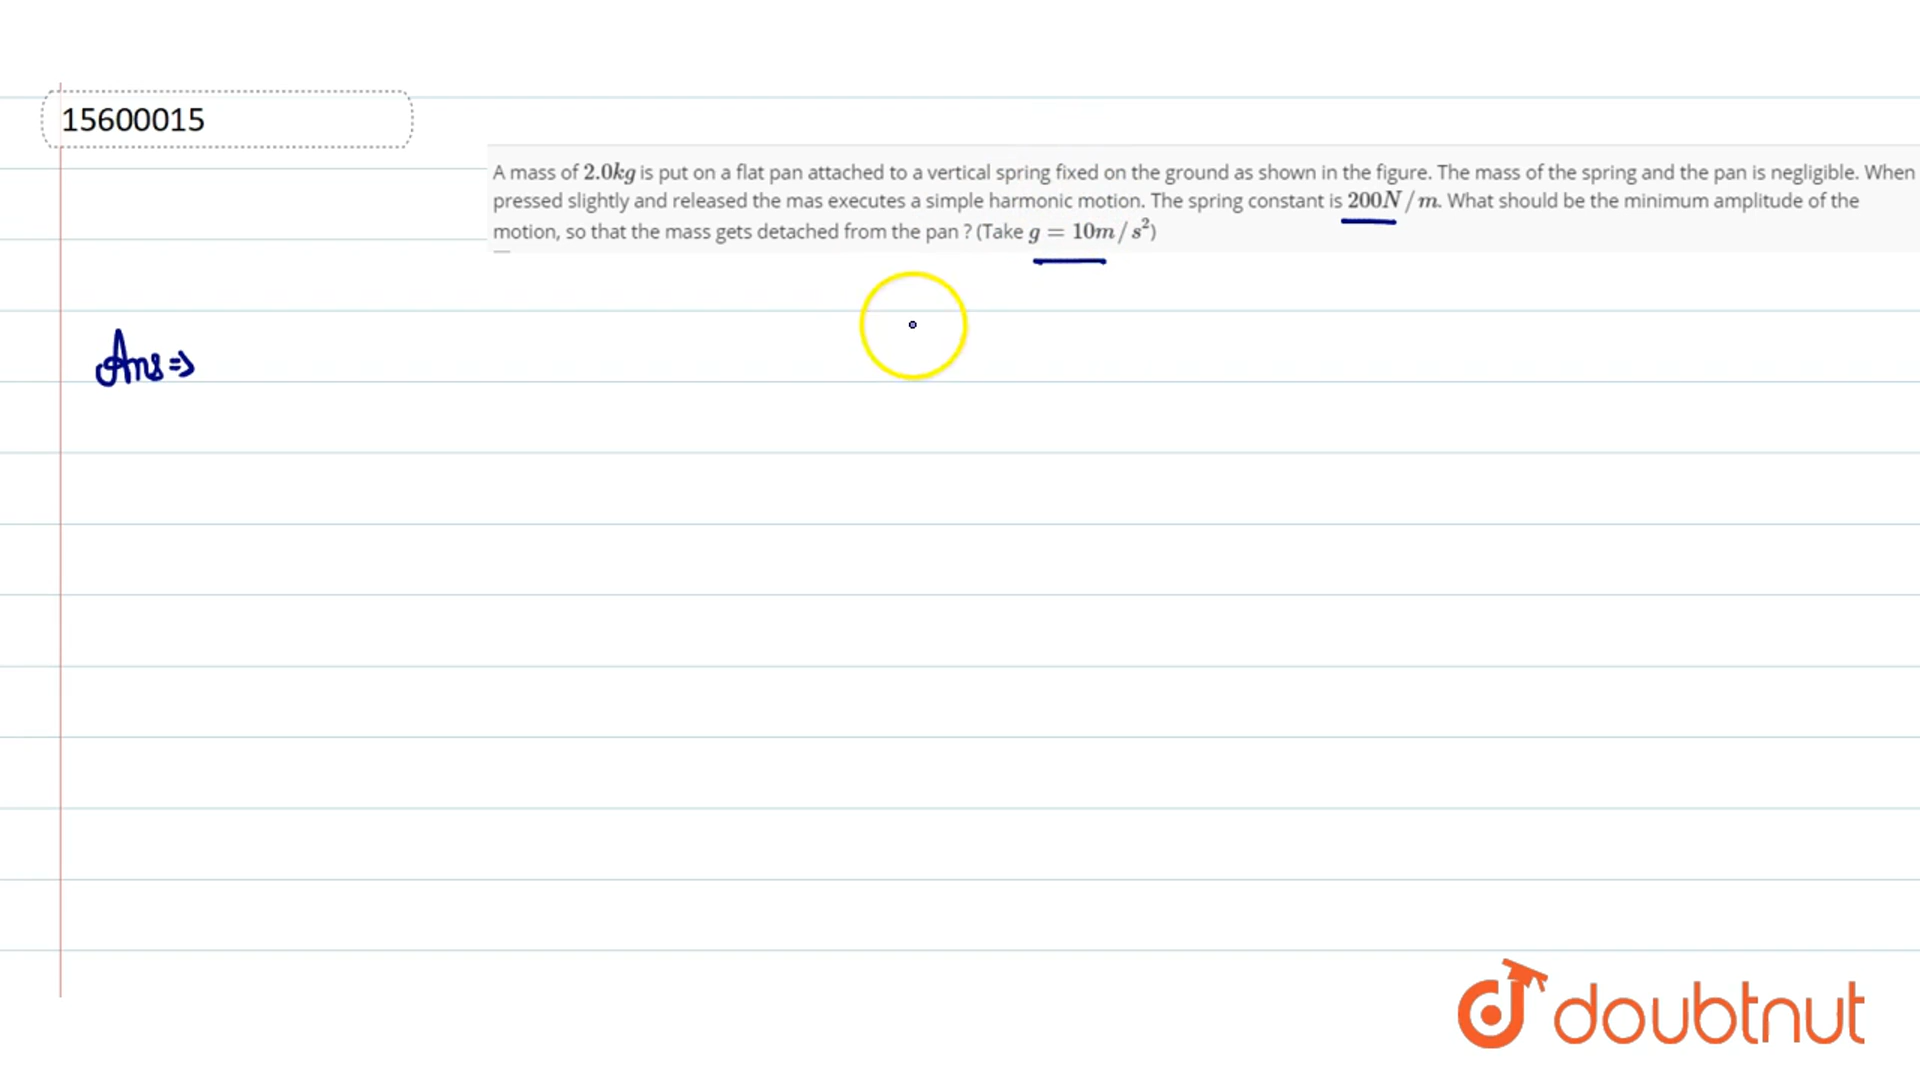 15600015
A mass of 2.0kg is put on a flat pan attached to a vertical spring fixed on the ground as shown in the figure. The mass of the spring and the pan is negligible. When
pressed slightly and released the mas executes a simple harmonic motion. The spring constant is 200N/m. What should be the minimum amplitude of the
motion, so that the mass gets detached from the pan ? (Take g = 10m/s²)
Ans⇒
doubtnut